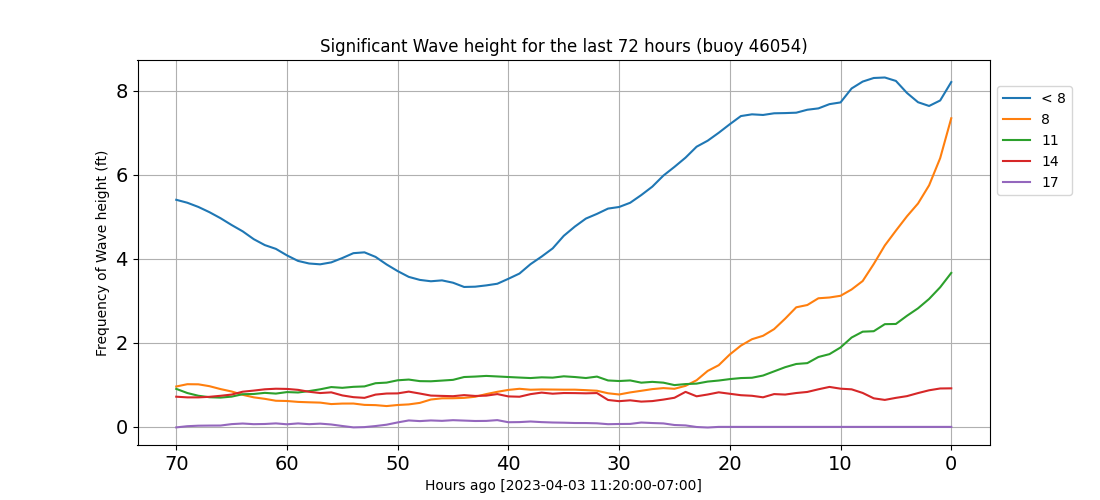 Significant Wave height for the last 72 hours (buoy 46054)
Frequency of Wave height (ft)
8
6
4
2
0
70 60 50 40 30 20 10 0
Hours ago [2023-04-03 11:20:00-07:00]
< 8
8
11
14
17